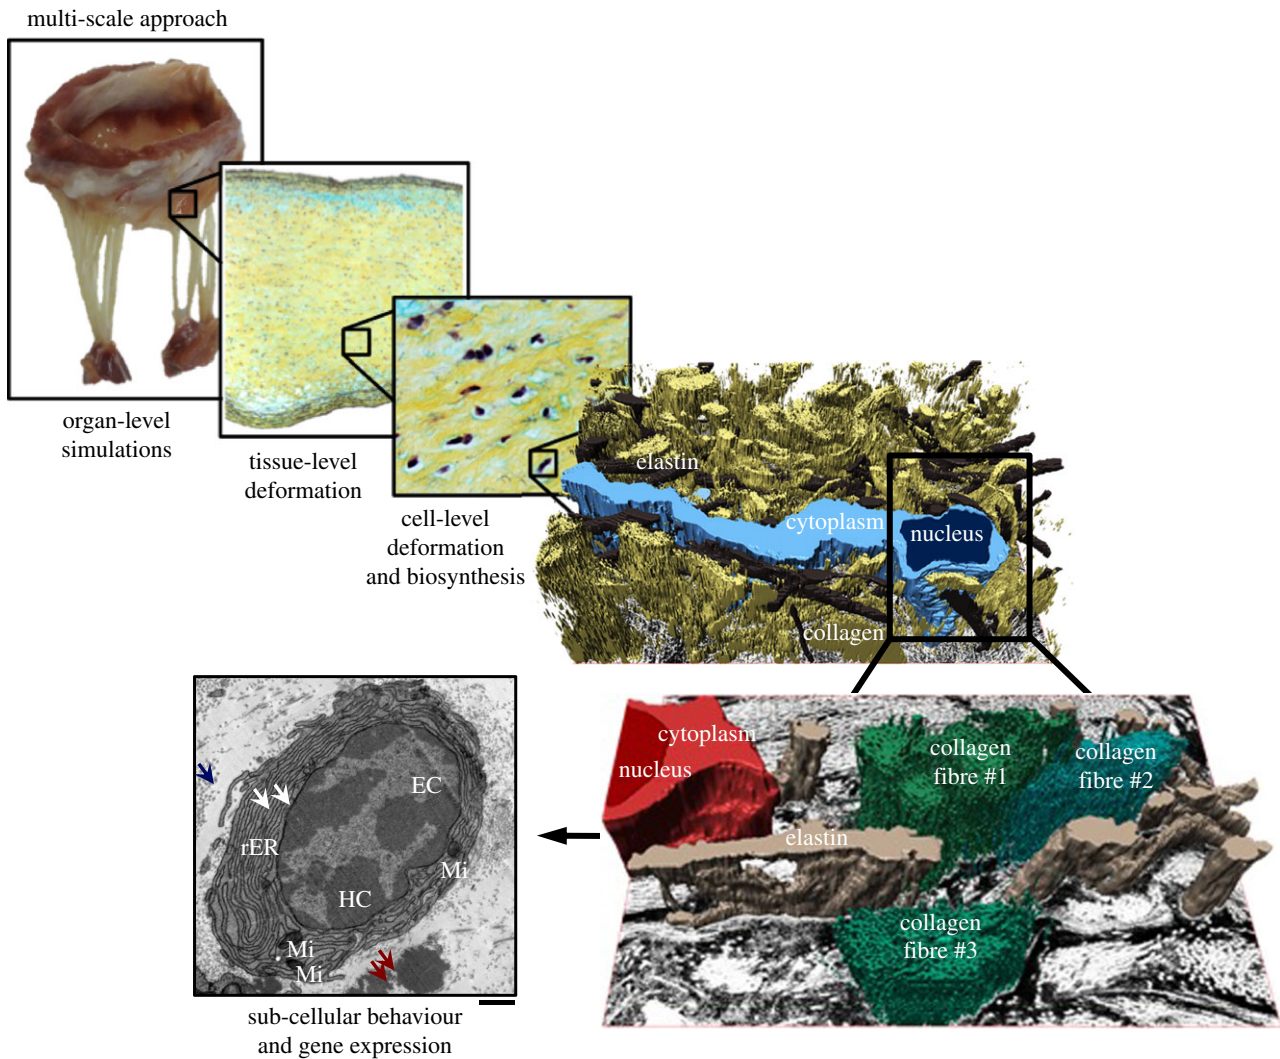 multi-scale approach
organ-level
simulations
tissue-level
deformation
cell-level
deformation
and biosynthesis
elastin
cytoplasm
nucleus
collagen
cytoplasm
nucleus
collagen
fibre #1
collagen
fibre #2
elastin
collagen
fibre #3
EC
rER
Mi
HC
Mi
Mi
sub-cellular behaviour
and gene expression